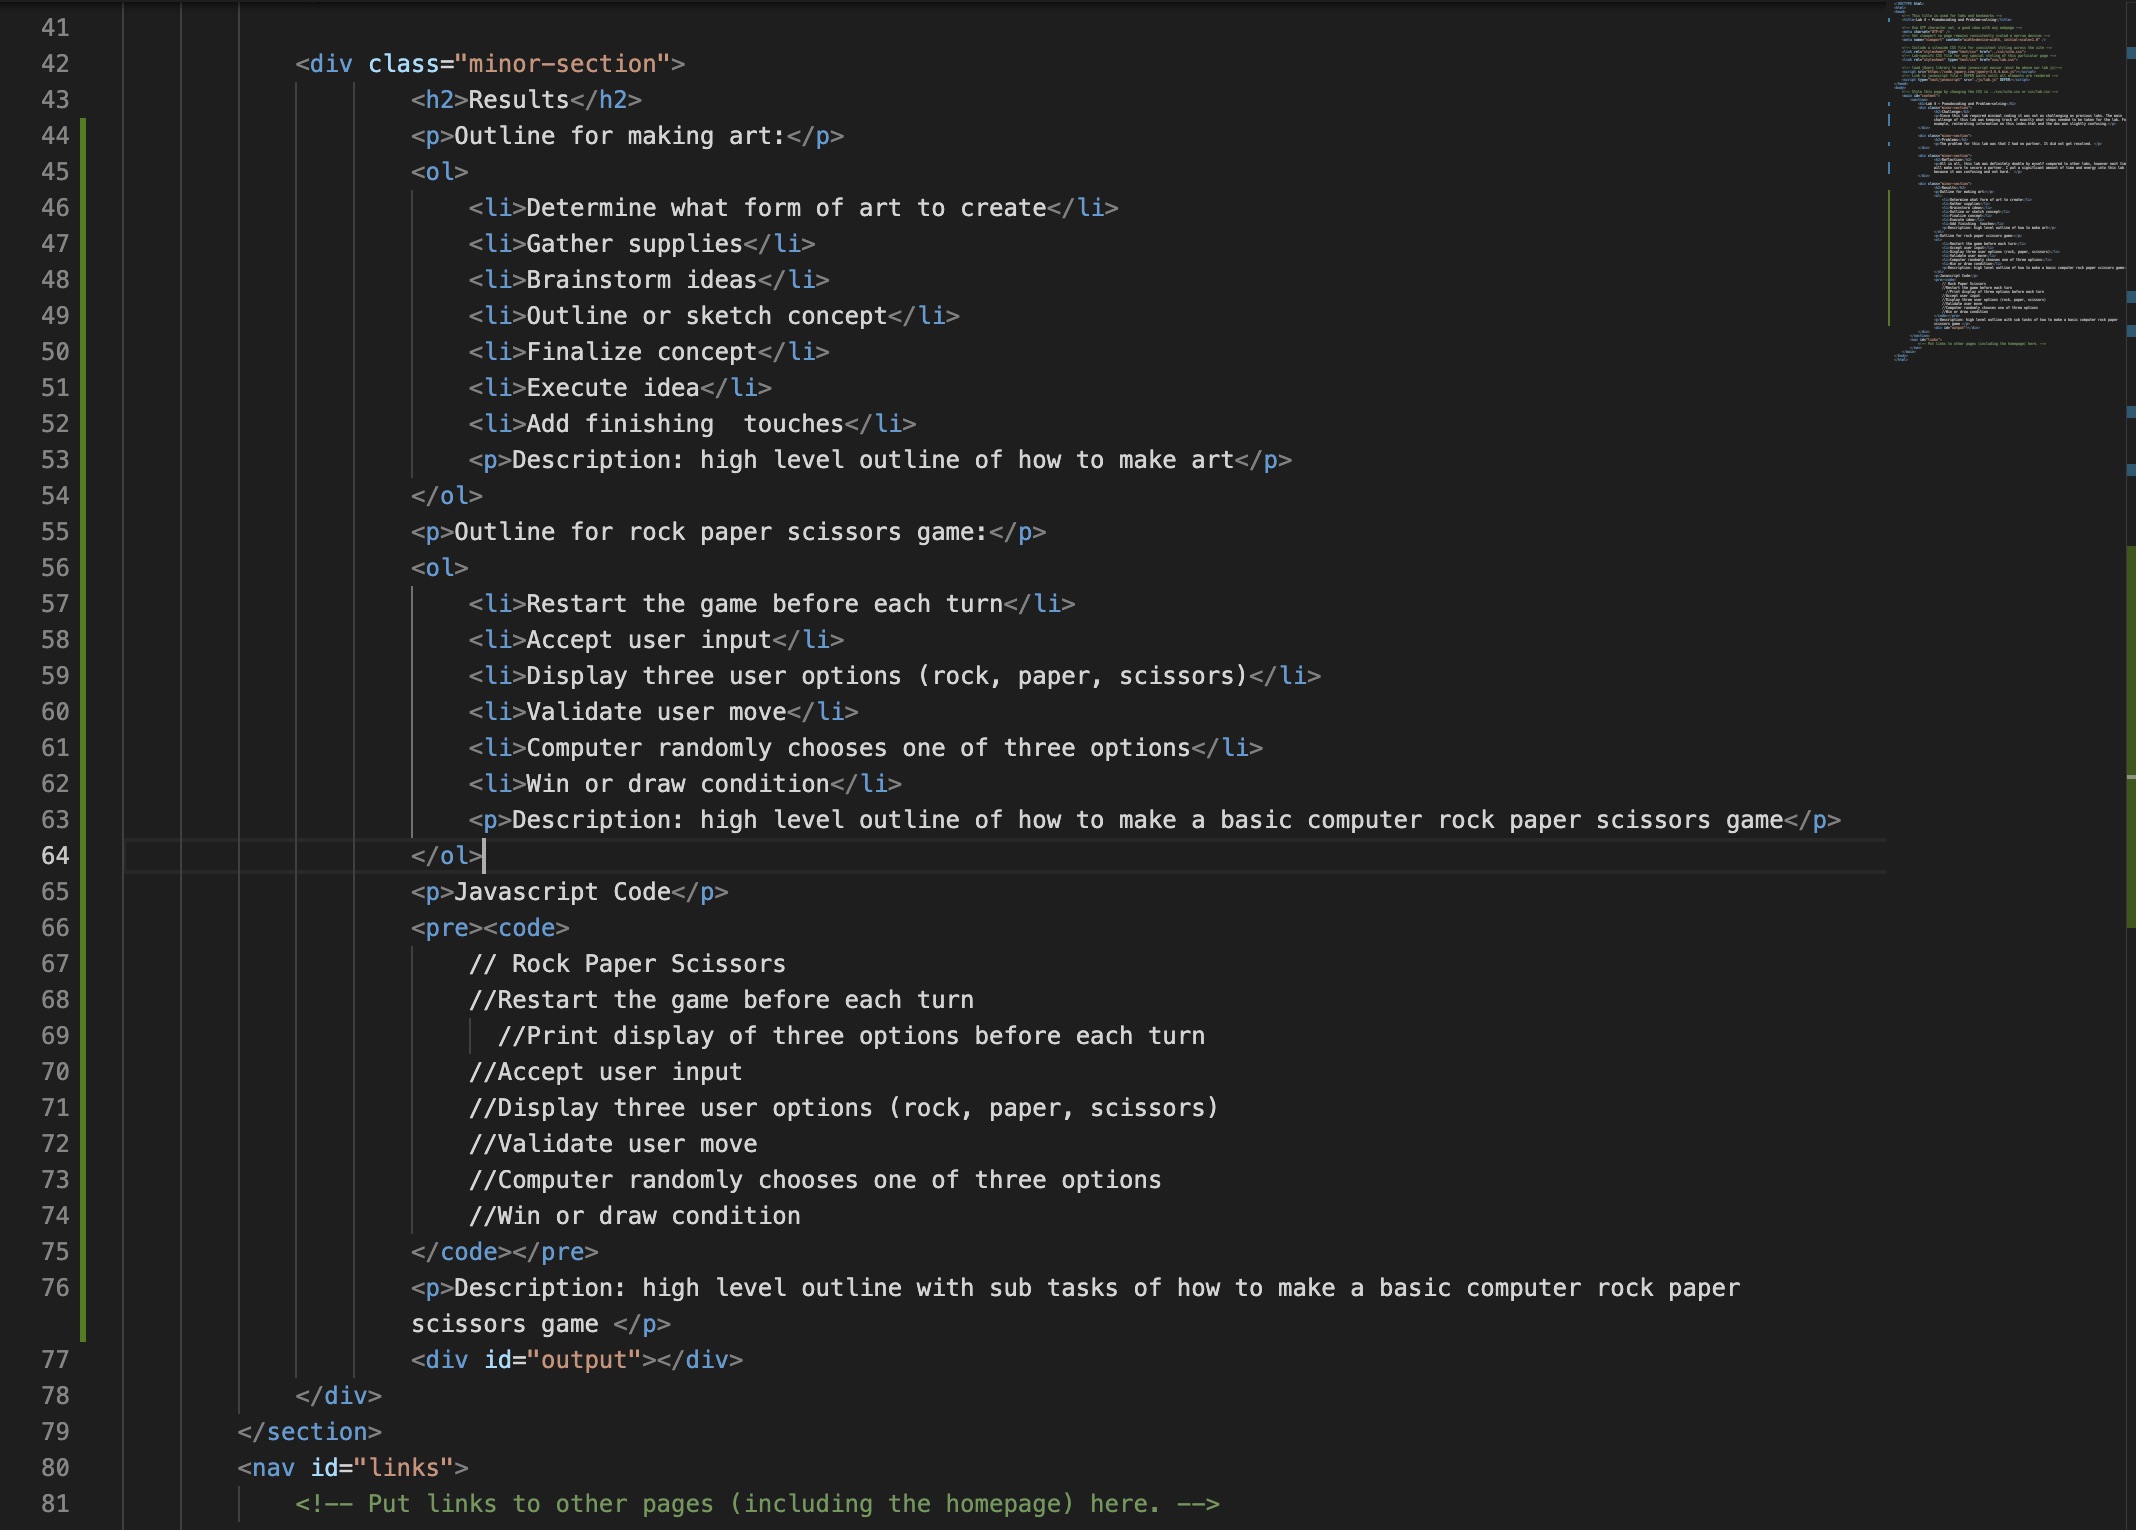 41
42 <div class="minor-section">
43 <h2>Results</h2>
44 <p>Outline for making art:</p>
45 <ol>
46 <li>Determine what form of art to create</li>
47 <li>Gather supplies</li>
48 <li>Brainstorm ideas</li>
49 <li>Outline or sketch concept</li>
50 <li>Finalize concept</li>
51 <li>Execute idea</li>
52 <li>Add finishing  touches</li>
53 <p>Description: high level outline of how to make art</p>
54 </ol>
55 <p>Outline for rock paper scissors game:</p>
56 <ol>
57 <li>Restart the game before each turn</li>
58 <li>Accept user input</li>
59 <li>Display three user options (rock, paper, scissors)</li>
60 <li>Validate user move</li>
61 <li>Computer randomly chooses one of three options</li>
62 <li>Win or draw condition</li>
63 <p>Description: high level outline of how to make a basic computer rock paper scissors game</p>
64 </ol>
65 <p>Javascript Code</p>
66 <pre><code>
67 // Rock Paper Scissors
68 //Restart the game before each turn
69 //Print display of three options before each turn
70 //Accept user input
71 //Display three user options (rock, paper, scissors)
72 //Validate user move
73 //Computer randomly chooses one of three options
74 //Win or draw condition
75 </code></pre>
76 <p>Description: high level outline with sub tasks of how to make a basic computer rock paper
scissors game </p>
77 <div id="output"></div>
78 </div>
79 </section>
80 <nav id="links">
81 <!-- Put links to other pages (including the homepage) here. -->